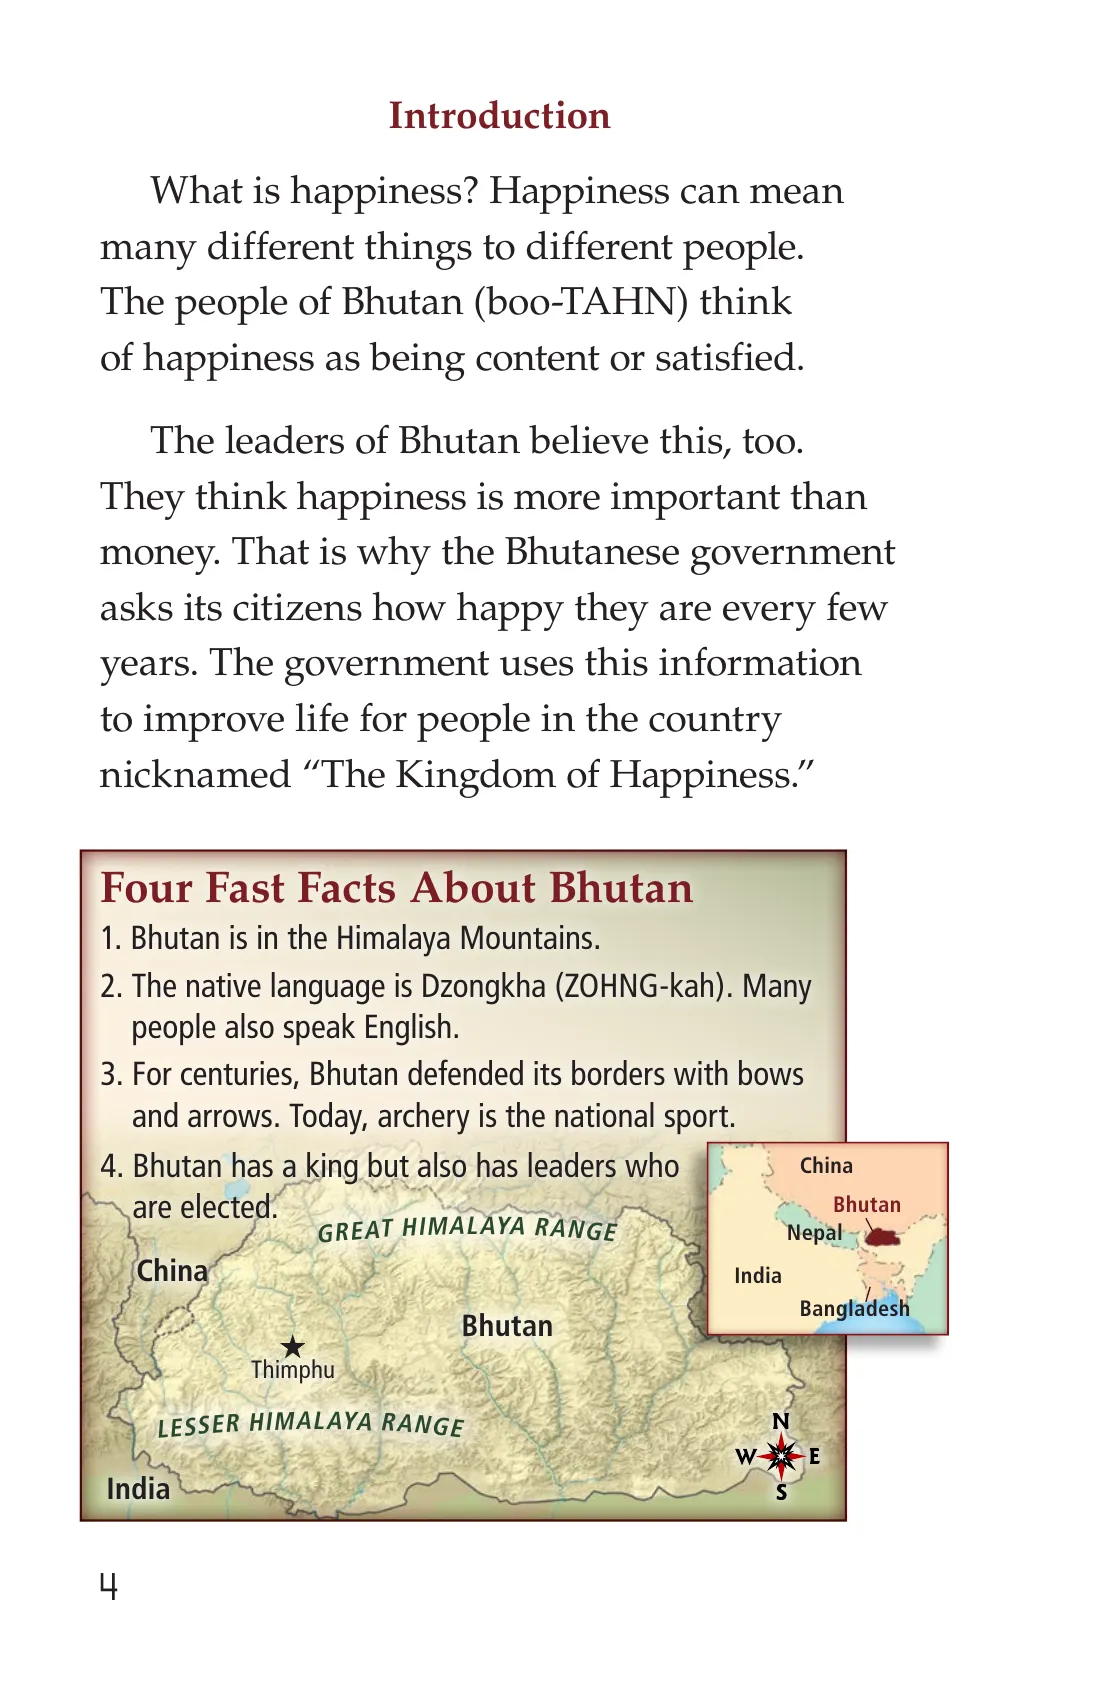 Introduction
What is happiness? Happiness can mean
many different things to different people.
The people of Bhutan (boo-TAHN) think
of happiness as being content or satisfied.
The leaders of Bhutan believe this, too.
They think happiness is more important than
money. That is why the Bhutanese government
asks its citizens how happy they are every few
years. The government uses this information
to improve life for people in the country
nicknamed “The Kingdom of Happiness.”
Four Fast Facts About Bhutan
1. Bhutan is in the Himalaya Mountains.
2. The native language is Dzongkha (ZOHNG-kah). Many
people also speak English.
3. For centuries, Bhutan defended its borders with bows
and arrows. Today, archery is the national sport.
4. Bhutan has a king but also has leaders who
are elected.
GREAT HIMALAYA RANGE
China
Bhutan
Thimphu
LESSER HIMALAYA RANGE
India
China
Bhutan
Nepal
India
Bangladesh
N
W E
S
4